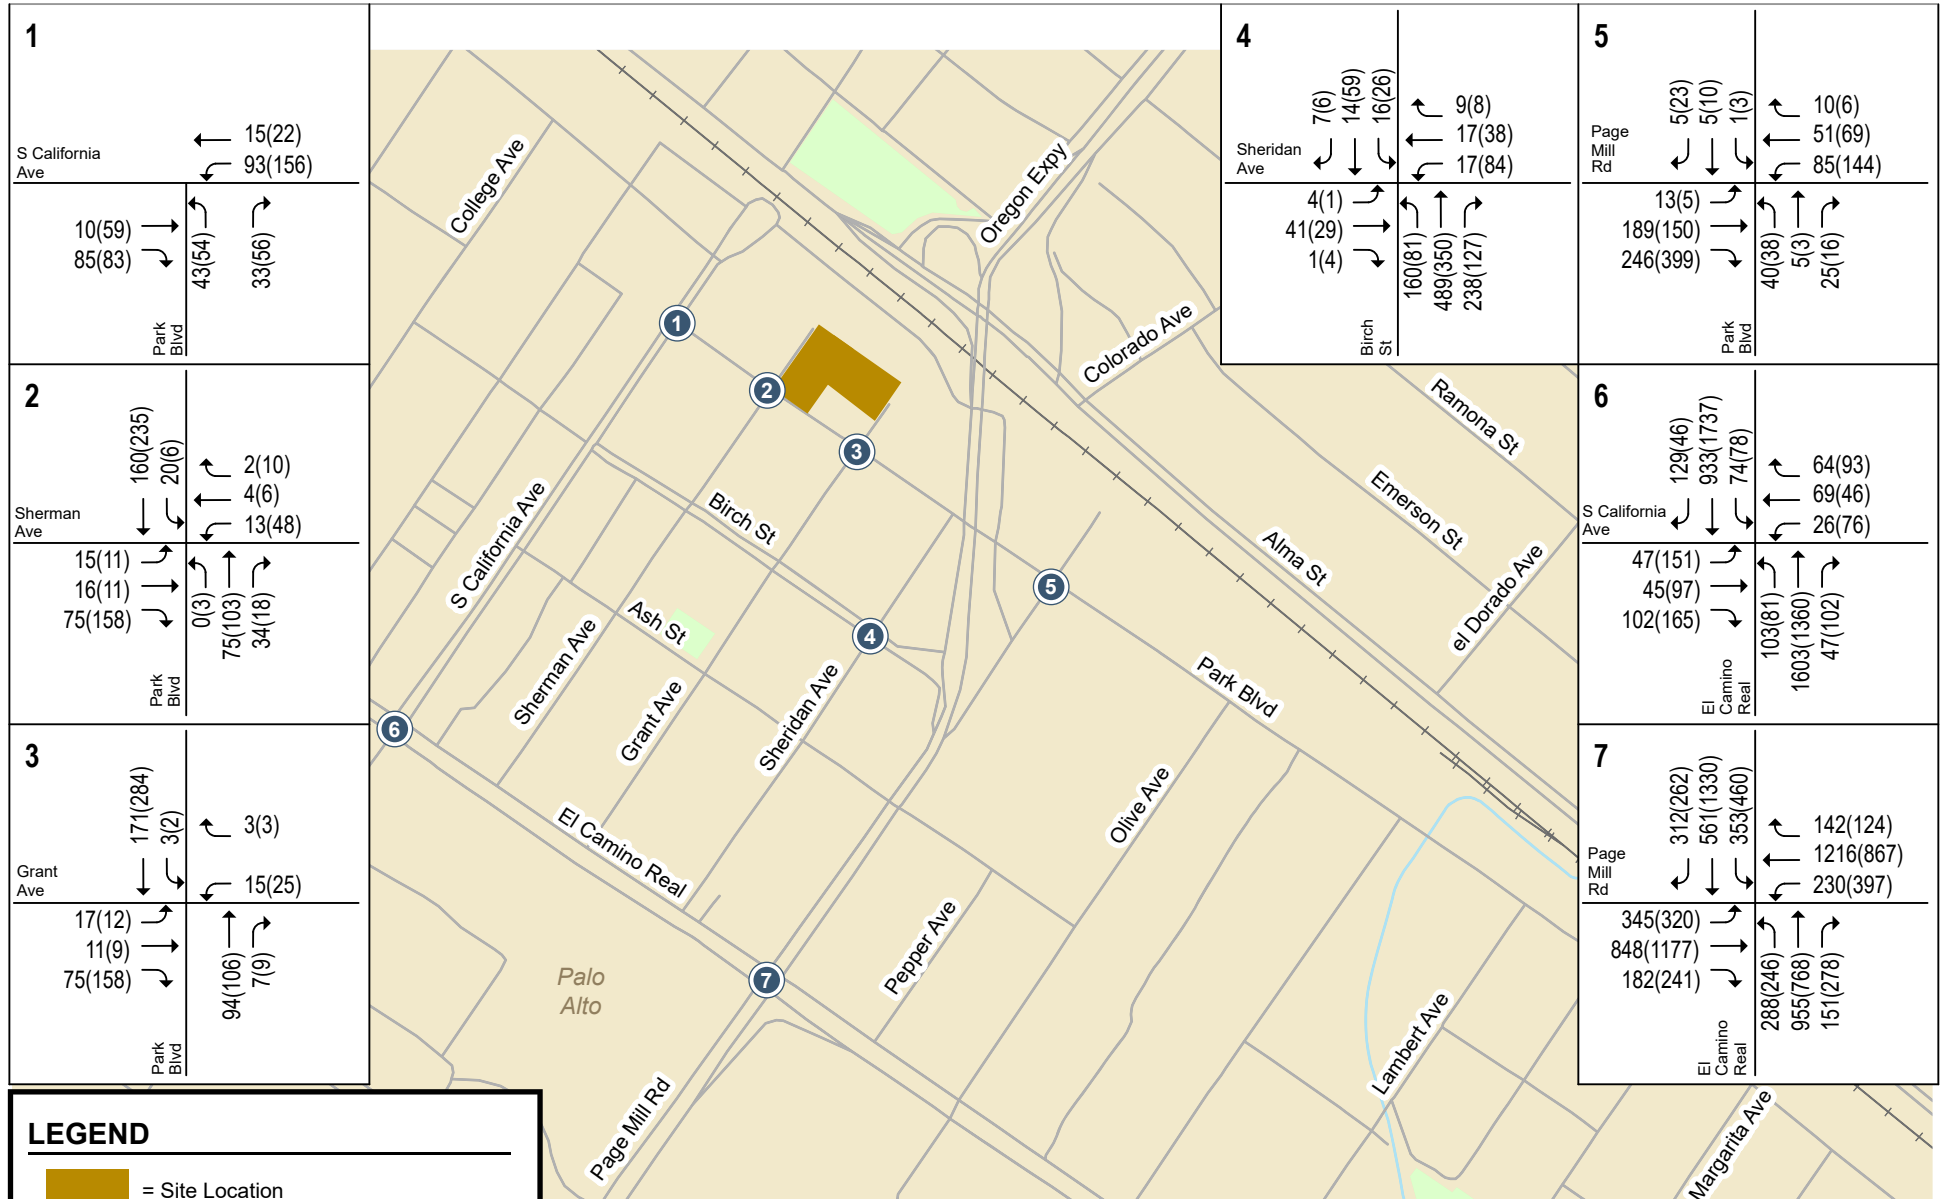 1
S California
Ave
15(22)
93(156)
10(59)
85(83)
43(54)
33(56)
Park
Blvd
2
160(235)
20(6)
2(10)
4(6)
13(48)
Sherman
Ave
15(11)
16(11)
75(158)
0(3)
75(103)
34(18)
Park
Blvd
3
171(284)
3(2)
3(3)
15(25)
Grant
Ave
17(12)
11(9)
75(158)
94(106)
7(9)
Park
Blvd
4
7(6)
14(59)
16(26)
9(8)
17(38)
17(84)
Sheridan
Ave
4(1)
41(29)
1(4)
160(81)
489(350)
238(127)
Birch
St
5
5(23)
5(10)
1(3)
10(6)
51(69)
85(144)
Page
Mill
Rd
13(5)
189(150)
246(399)
40(38)
5(3)
25(16)
Park
Blvd
6
129(46)
933(1737)
74(78)
64(93)
69(46)
26(76)
S California
Ave
47(151)
45(97)
102(165)
103(81)
1603(1360)
47(102)
El
Camino
Real
7
312(262)
561(1330)
353(460)
142(124)
1216(867)
230(397)
Page
Mill
Rd
345(320)
848(1177)
182(241)
288(246)
955(768)
151(278)
El
Camino
Real
College Ave
Oregon Expy
Colorado Ave
Ramona St
Emerson St
Alma St
el Dorado Ave
S California Ave
Birch St
Ash St
Sherman Ave
Grant Ave
Sheridan Ave
Park Blvd
Olive Ave
El Camino Real
Pepper Ave
Palo
Alto
Lambert Ave
Page Mill Rd
Margarita Ave
1
2
3
4
5
6
7
LEGEND
= Site Location